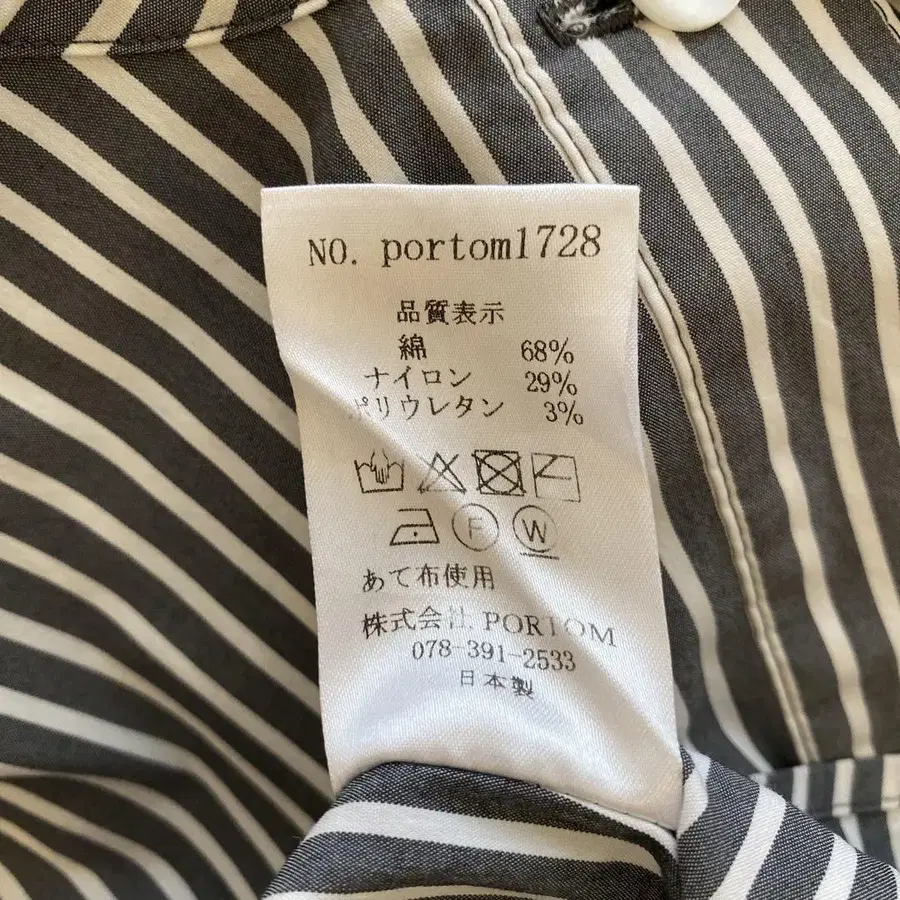 NO. portom1728
品質表示
綿 68%
ナイロン 29%
ポリウレタン 3%
F W
あて布使用
株式会社 PORTOM
078-391-2533
日本製